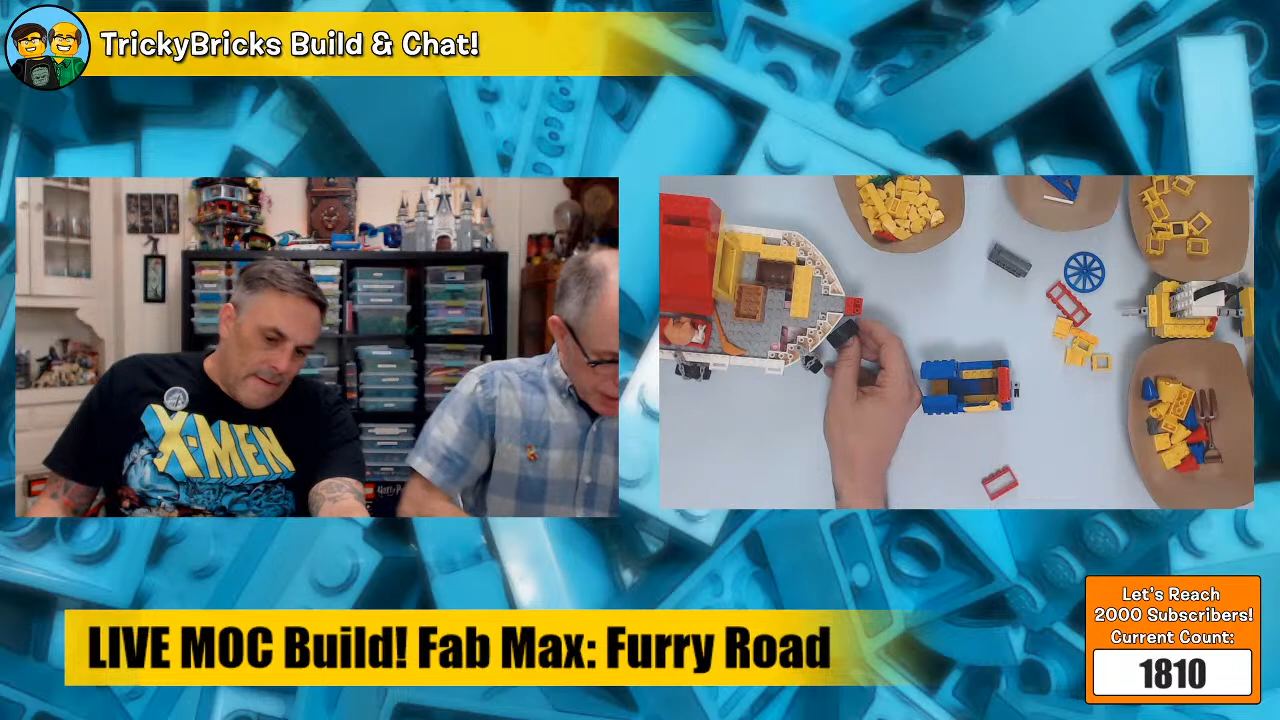 TrickyBricks Build & Chat!
X-MEN
LIVE MOC Build! Fab Max: Furry Road
Let's Reach
2000 Subscribers!
Current Count:
1810